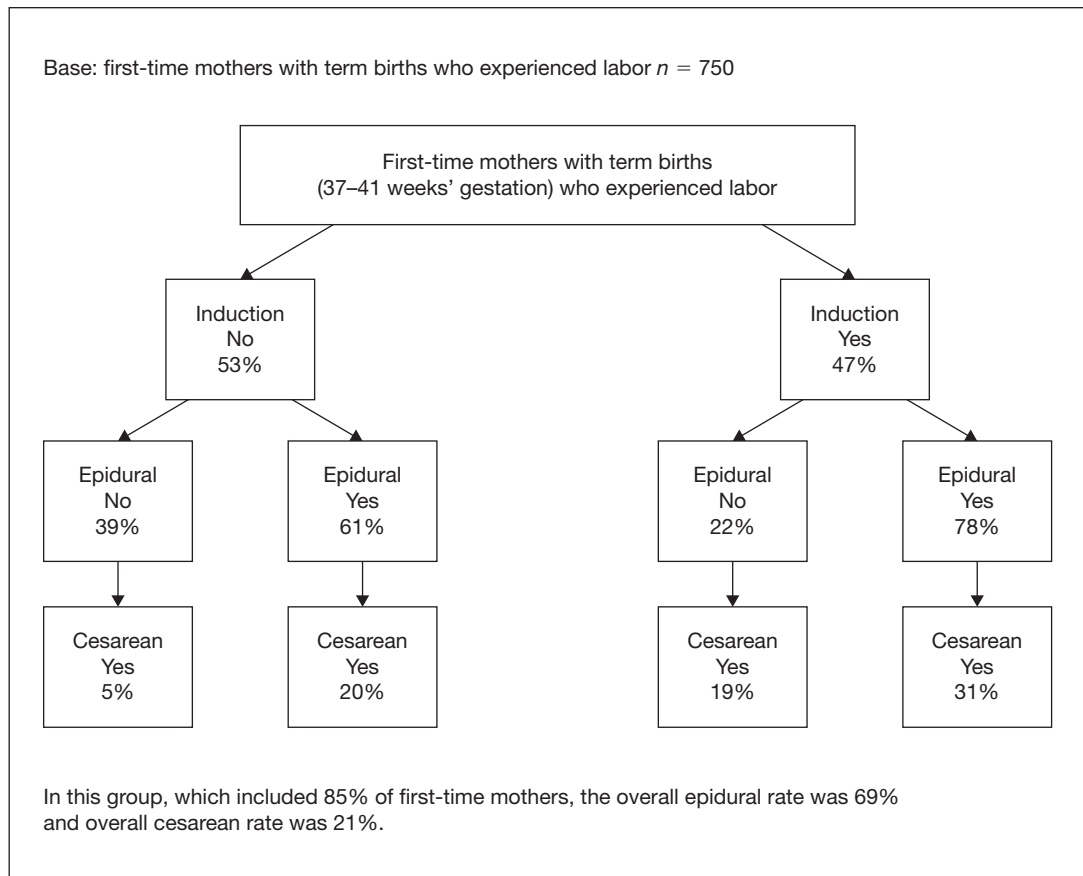 Base: first-time mothers with term births who experienced labor n = 750
First-time mothers with term births
(37–41 weeks' gestation) who experienced labor
Induction
No
53%
Induction
Yes
47%
Epidural
No
39%
Epidural
Yes
61%
Epidural
No
22%
Epidural
Yes
78%
Cesarean
Yes
5%
Cesarean
Yes
20%
Cesarean
Yes
19%
Cesarean
Yes
31%
In this group, which included 85% of first-time mothers, the overall epidural rate was 69%
and overall cesarean rate was 21%.